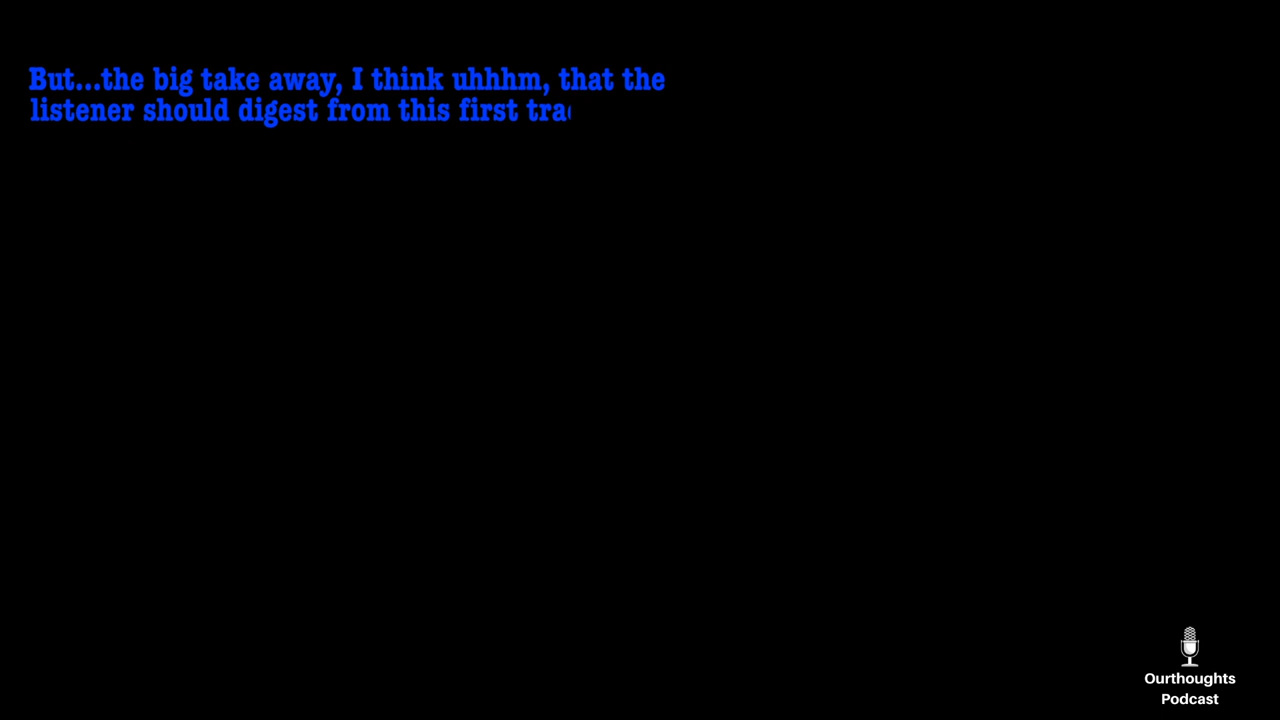 But...the big take away, I think uhhhm, that the
listener should digest from this first
Ourthoughts
Podcast